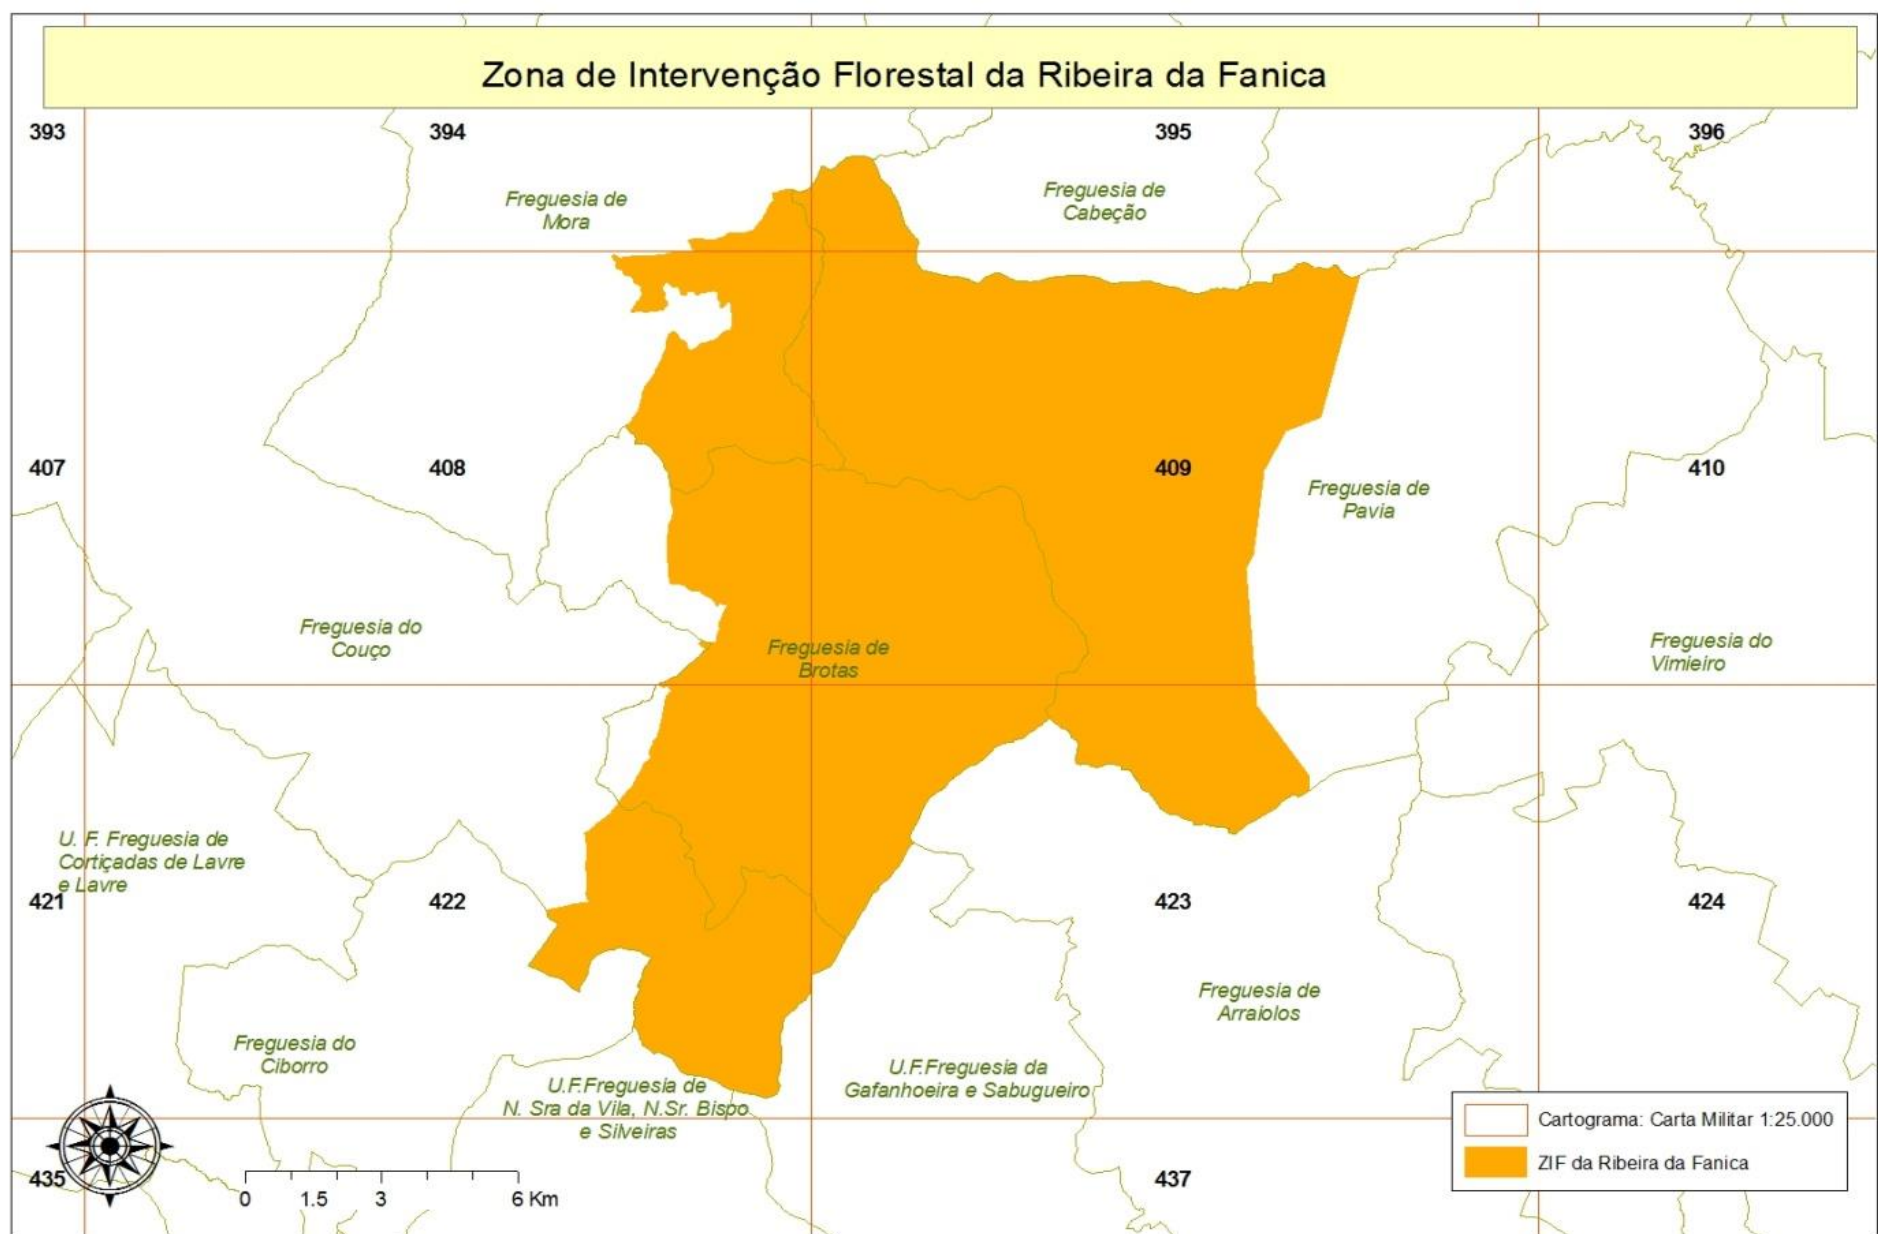 Zona de Intervenção Florestal da Ribeira da Fanica
393
394
395
396
Freguesia de
Mora
Freguesia de
Cabeção
407
408
409
410
Freguesia de
Pavia
Freguesia do
Couço
Freguesia de
Brotas
Freguesia do
Vimieiro
U. F. Freguesia de
Cortiçadas de Lavre
e Lavre
421
422
423
424
Freguesia de
Arraiolos
Freguesia do
Ciborro
U.F.Freguesia de
N. Sra da Vila, N.Sr. Bispo
e Silveiras
U.F.Freguesia da
Gafanhoeira e Sabugueiro
435
437
0 1.5 3 6 Km
Cartograma: Carta Militar 1:25.000
ZIF da Ribeira da Fanica